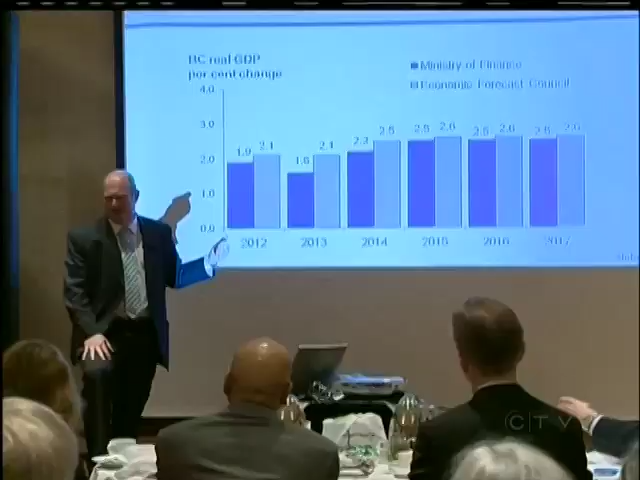 BC real GDP
per cent change
Ministry of Finance
Economic Forecast Council
4.0
3.0
2.0
1.0
0.0
1.9 2.1
1.6 2.1
2.3 2.5
2.5 2.6
2.5 2.6
2.5 2.6
2012 2013 2014 2015 2016 2017
CTV